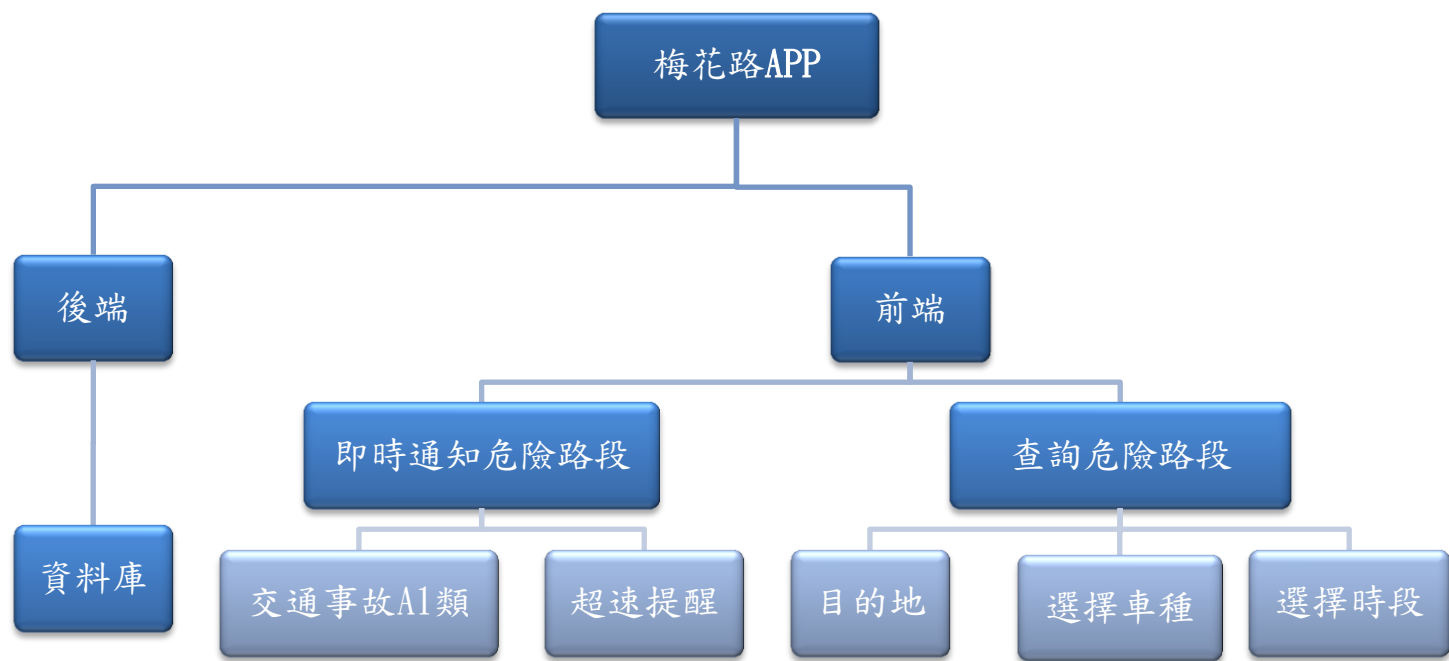 梅花路APP
後端
前端
即時通知危險路段
查詢危險路段
資料庫
交通事故A1類
超速提醒
目的地
選擇車種
選擇時段